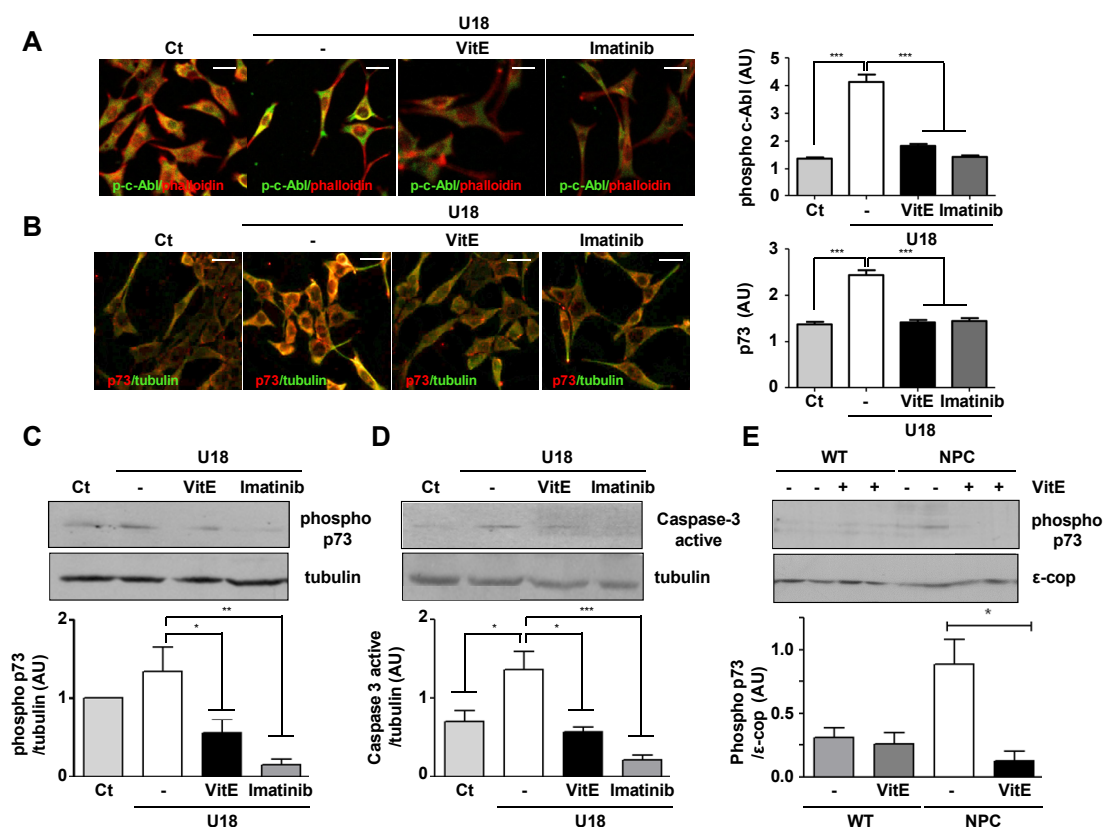 A
U18
Ct - VitE Imatinib
p-c-Abl/phalloidin p-c-Abl/phalloidin p-c-Abl/phalloidin p-c-Abl/phalloidin
phospho c-Abl (AU)
5
4
3
2
1
0
*** ***
Ct - VitE Imatinib
U18
B
U18
Ct - VitE Imatinib
p73/tubulin p73/tubulin p73/tubulin p73/tubulin
p73 (AU)
3
2
1
0
*** ***
Ct - VitE Imatinib
U18
C
U18
Ct - VitE Imatinib
phospho
p73
tubulin
phospho p73
/tubulin (AU)
2
1
0
**
*
Ct - VitE Imatinib
U18
D
U18
Ct - VitE Imatinib
Caspase-3
active
tubulin
Caspase 3 active
/tubulin (AU)
2
1
0
***
* *
Ct - VitE Imatinib
U18
E
WT NPC
- - + + - - + + VitE
phospho
p73
ε-cop
Phospho p73
/ε-cop (AU)
1.0
0.5
0.0
*
- VitE - VitE
WT NPC